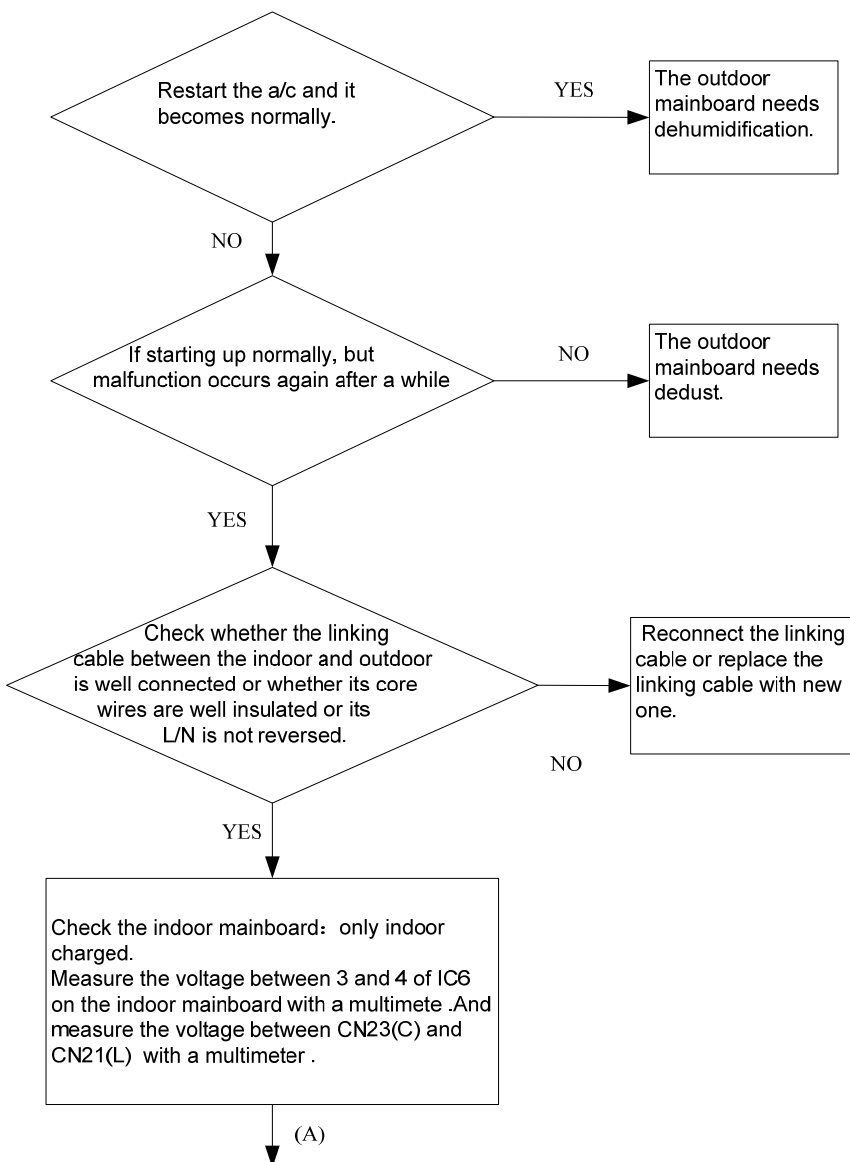 Restart the a/c and it
becomes normally.
YES
The outdoor
mainboard needs
dehumidification.
NO
If starting up normally, but
malfunction occurs again after a while
NO
The outdoor
mainboard needs
dedust.
YES
Check whether the linking
cable between the indoor and outdoor
is well connected or whether its core
wires are well insulated or its
L/N is not reversed.
NO
Reconnect the linking
cable or replace the
linking cable with new
one.
YES
Check the indoor mainboard：only indoor
charged.
Measure the voltage between 3 and 4 of IC6
on the indoor mainboard with a multimete .And
measure the voltage between CN23(C) and
CN21(L) with a multimeter .
(A)